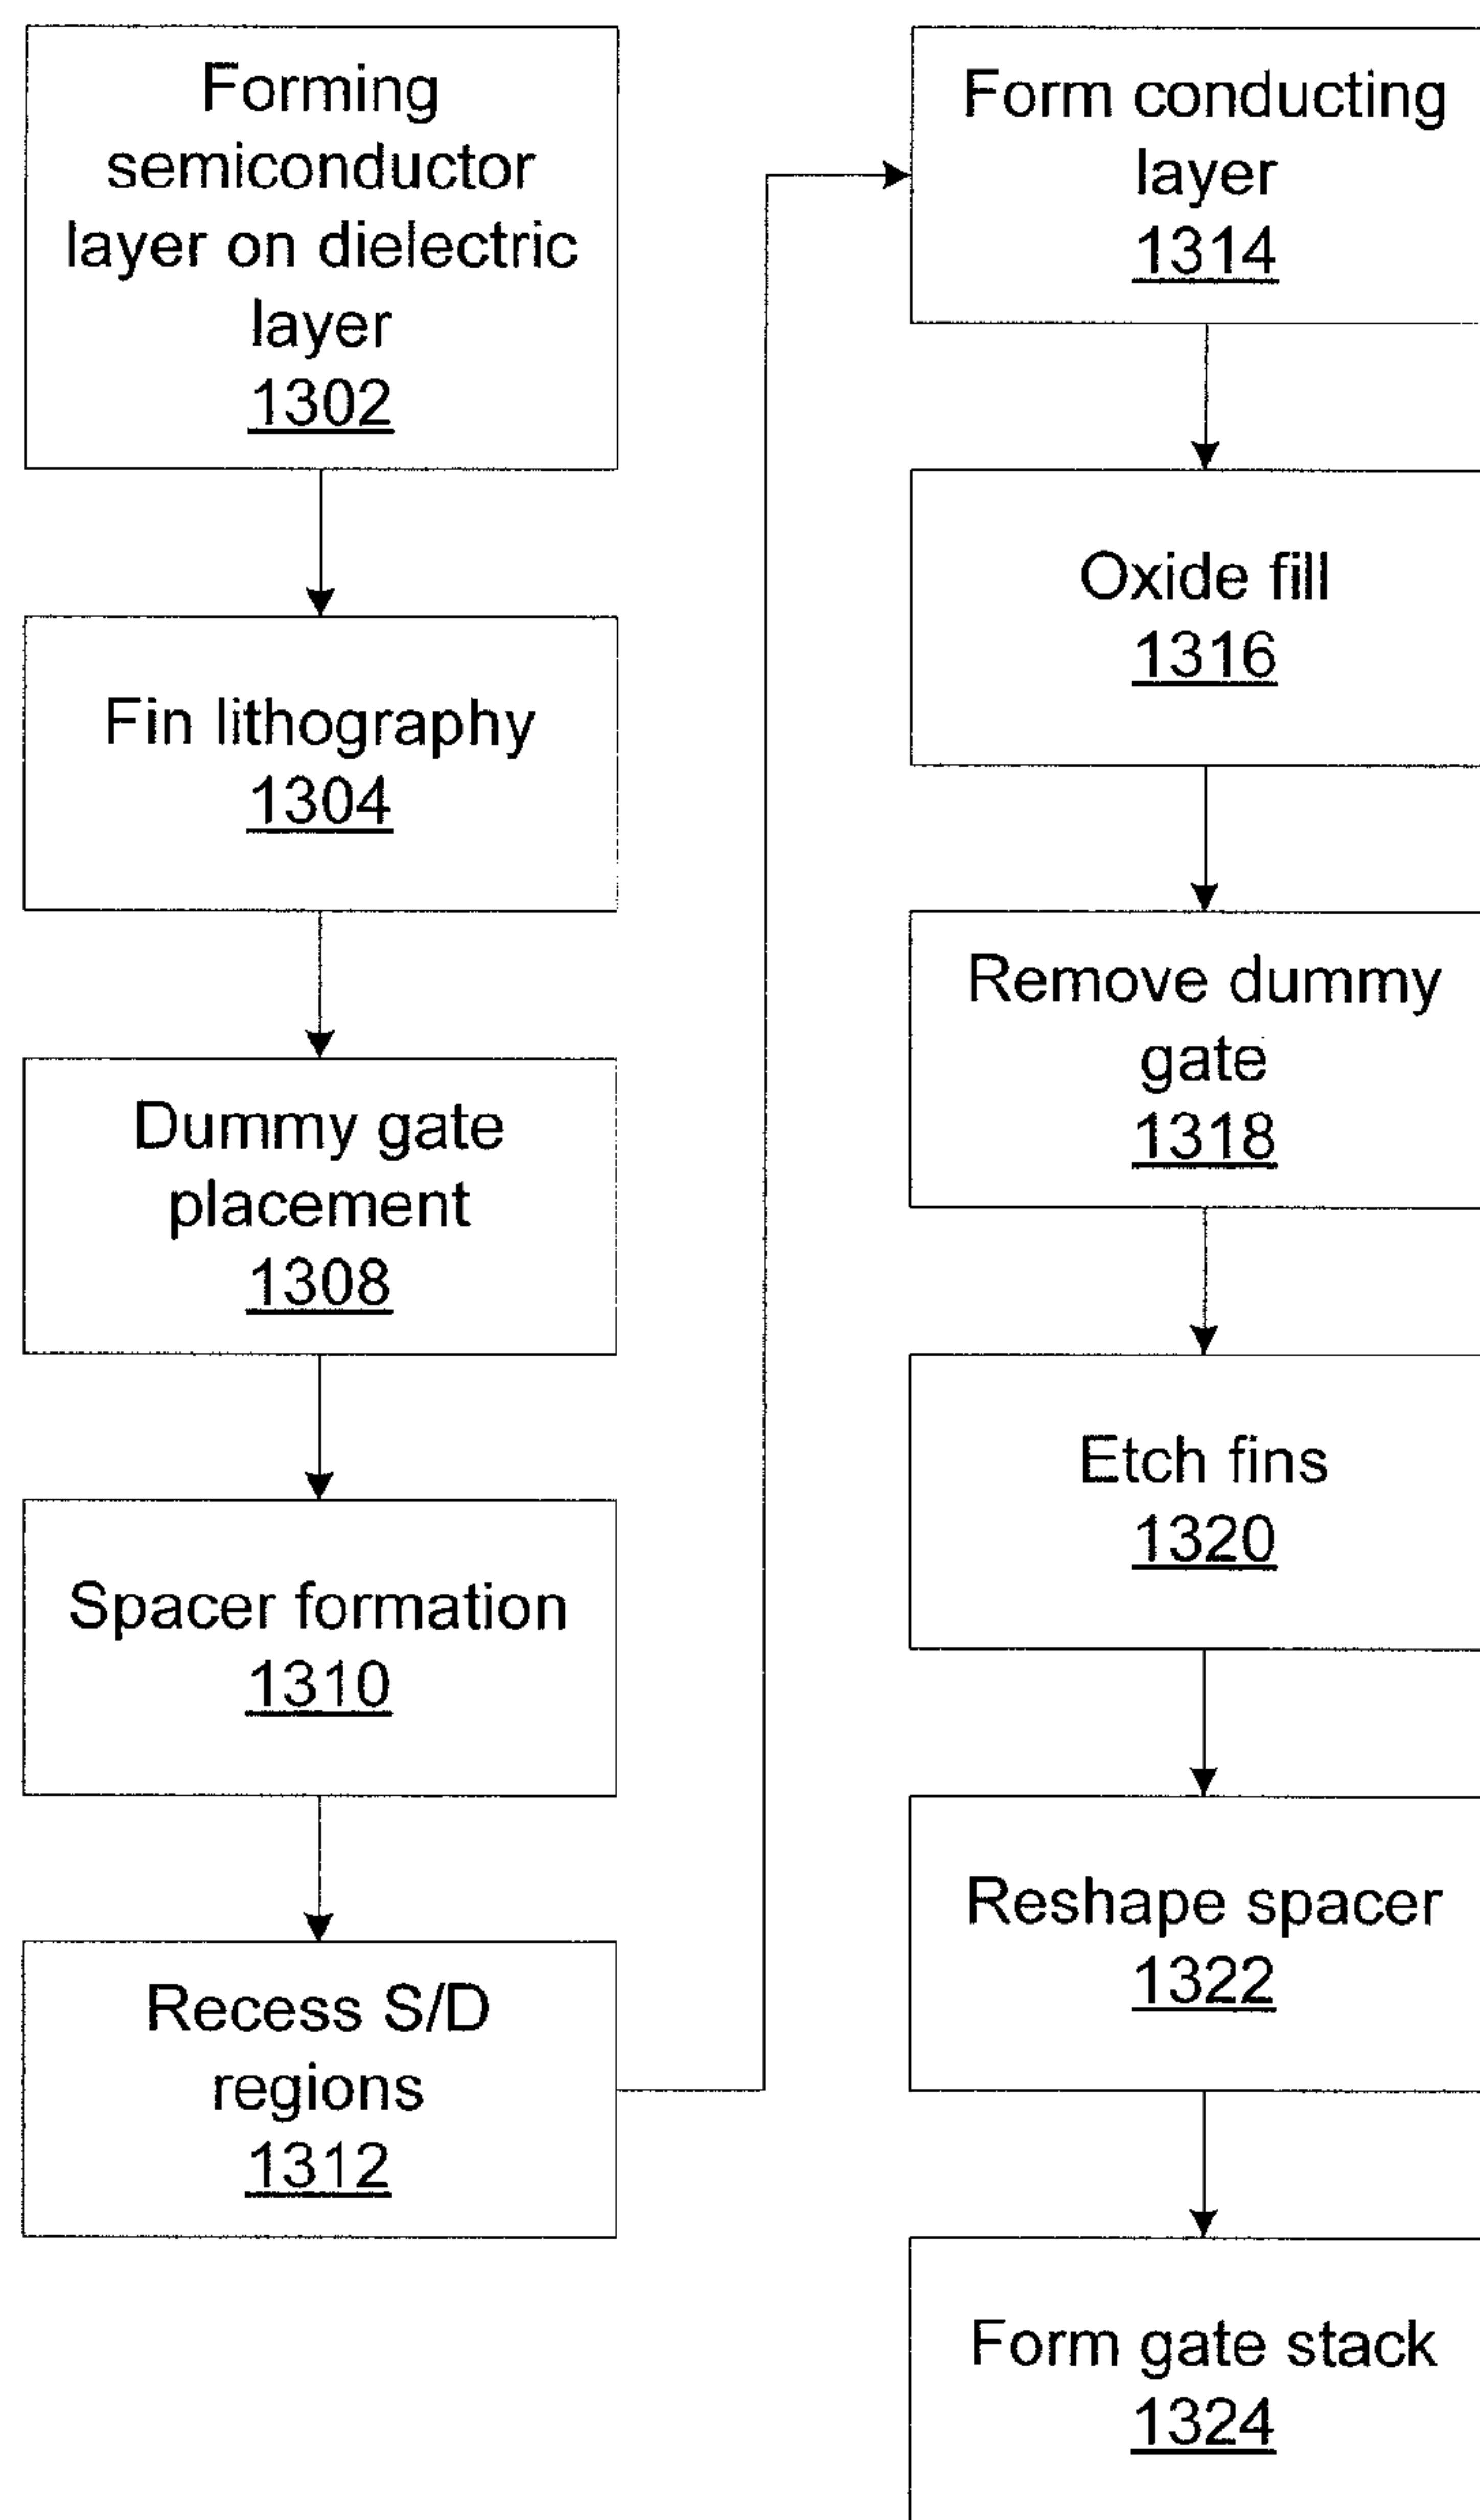 Forming
semiconductor
layer on dielectric
layer
1302
Fin lithography
1304
Dummy gate
placement
1308
Spacer formation
1310
Recess S/D
regions
1312
Form conducting
layer
1314
Oxide fill
1316
Remove dummy
gate
1318
Etch fins
1320
Reshape spacer
1322
Form gate stack
1324